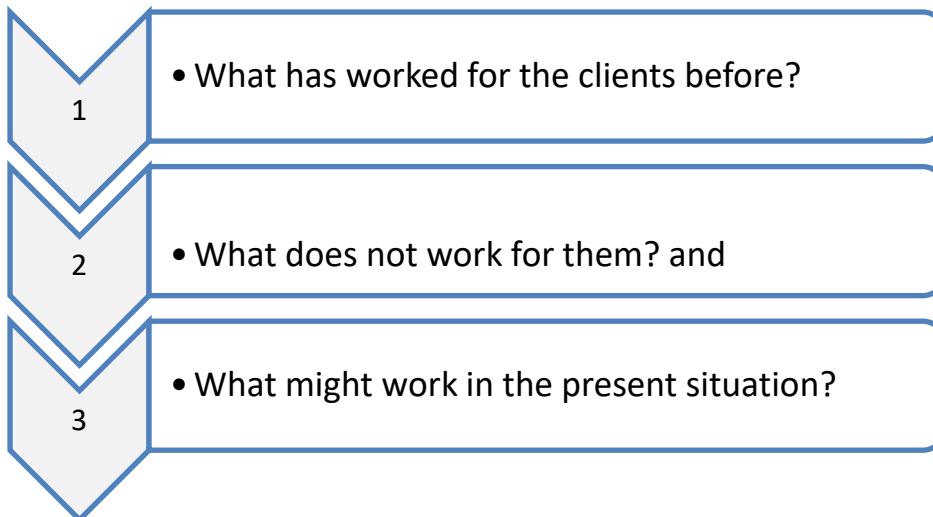 1
• What has worked for the clients before?
2
• What does not work for them? and
3
• What might work in the present situation?